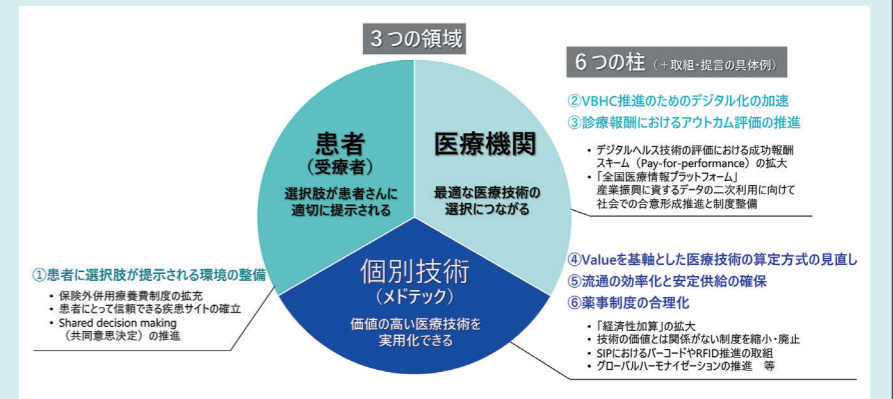 3つの領域
6つの柱（＋取組・提言の具体例）
患者
（受療者）
選択肢が患者さんに
適切に提示される
医療機関
最適な医療技術の
選択につながる
個別技術
（メドテック）
価値の高い医療技術を
実用化できる
①患者に選択肢が提示される環境の整備
• 保険外併用療養費制度の拡充
• 患者にとって信頼できる疾患サイトの確立
• Shared decision making
（共同意思決定）の推進
②VBHC推進のためのデジタル化の加速
③診療報酬におけるアウトカム評価の推進
• デジタルヘルス技術の評価における成功報酬
スキーム（Pay-for-performance）の拡大
• 「全国医療情報プラットフォーム」
産業振興に資するデータの二次利用に向けて
社会での合意形成推進と制度整備
④Valueを基軸とした医療技術の算定方式の見直し
⑤流通の効率化と安定供給の確保
⑥薬事制度の合理化
• 「経済性加算」の拡大
• 技術の価値とは関係がない制度を縮小・廃止
• SIPにおけるバーコードやRFID推進の取組
• グローバルハーモナイゼーションの推進　等